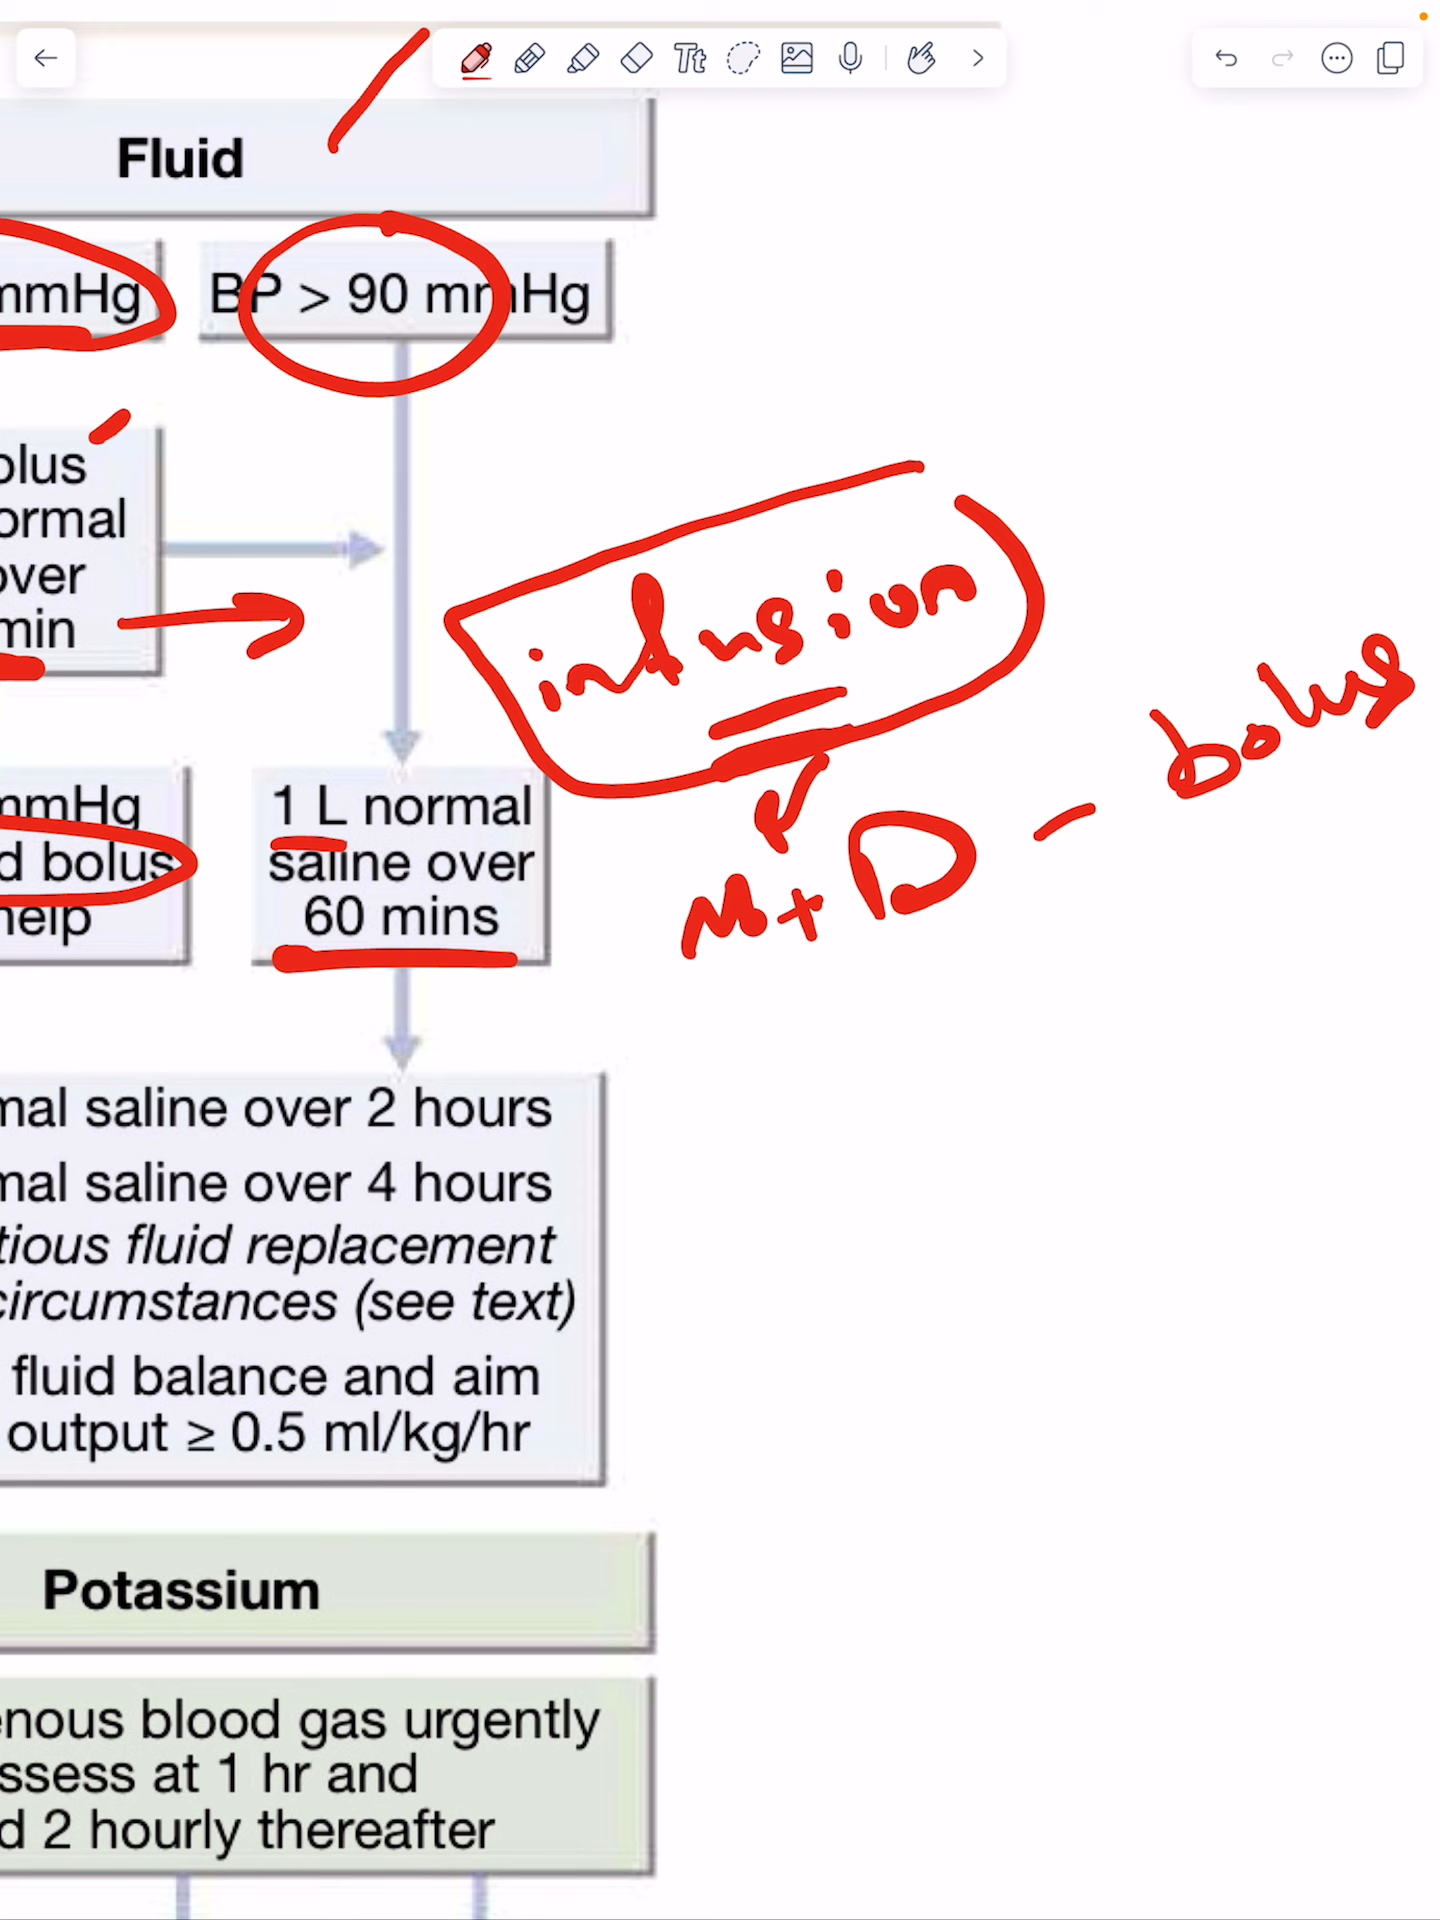 Tt
Fluid
mmHg
BP > 90 mmHg
olus
ormal
over
min
infusion
bolus
mmHg
d bolus
help
1 L normal
saline over
60 mins
M + D -
mal saline over 2 hours
mal saline over 4 hours
tious fluid replacement
circumstances (see text)
fluid balance and aim
output ≥ 0.5 ml/kg/hr
Potassium
enous blood gas urgently
ssess at 1 hr and
d 2 hourly thereafter